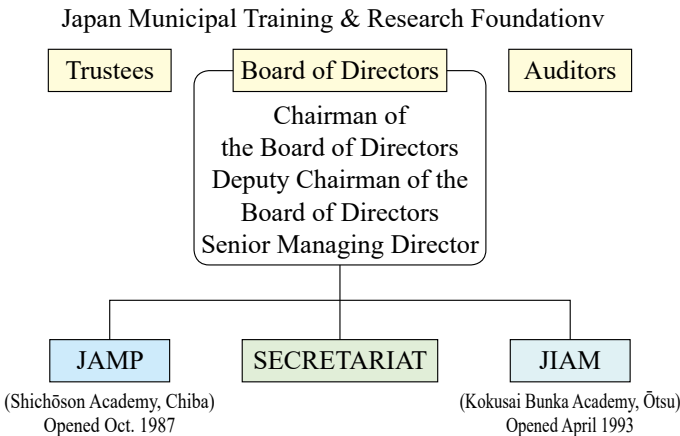 Japan Municipal Training & Research Foundationv
Trustees
Board of Directors
Auditors
Chairman of
the Board of Directors
Deputy Chairman of the
Board of Directors
Senior Managing Director
JAMP
SECRETARIAT
JIAM
(Shichōson Academy, Chiba)
Opened Oct. 1987
(Kokusai Bunka Academy, Ōtsu)
Opened April 1993